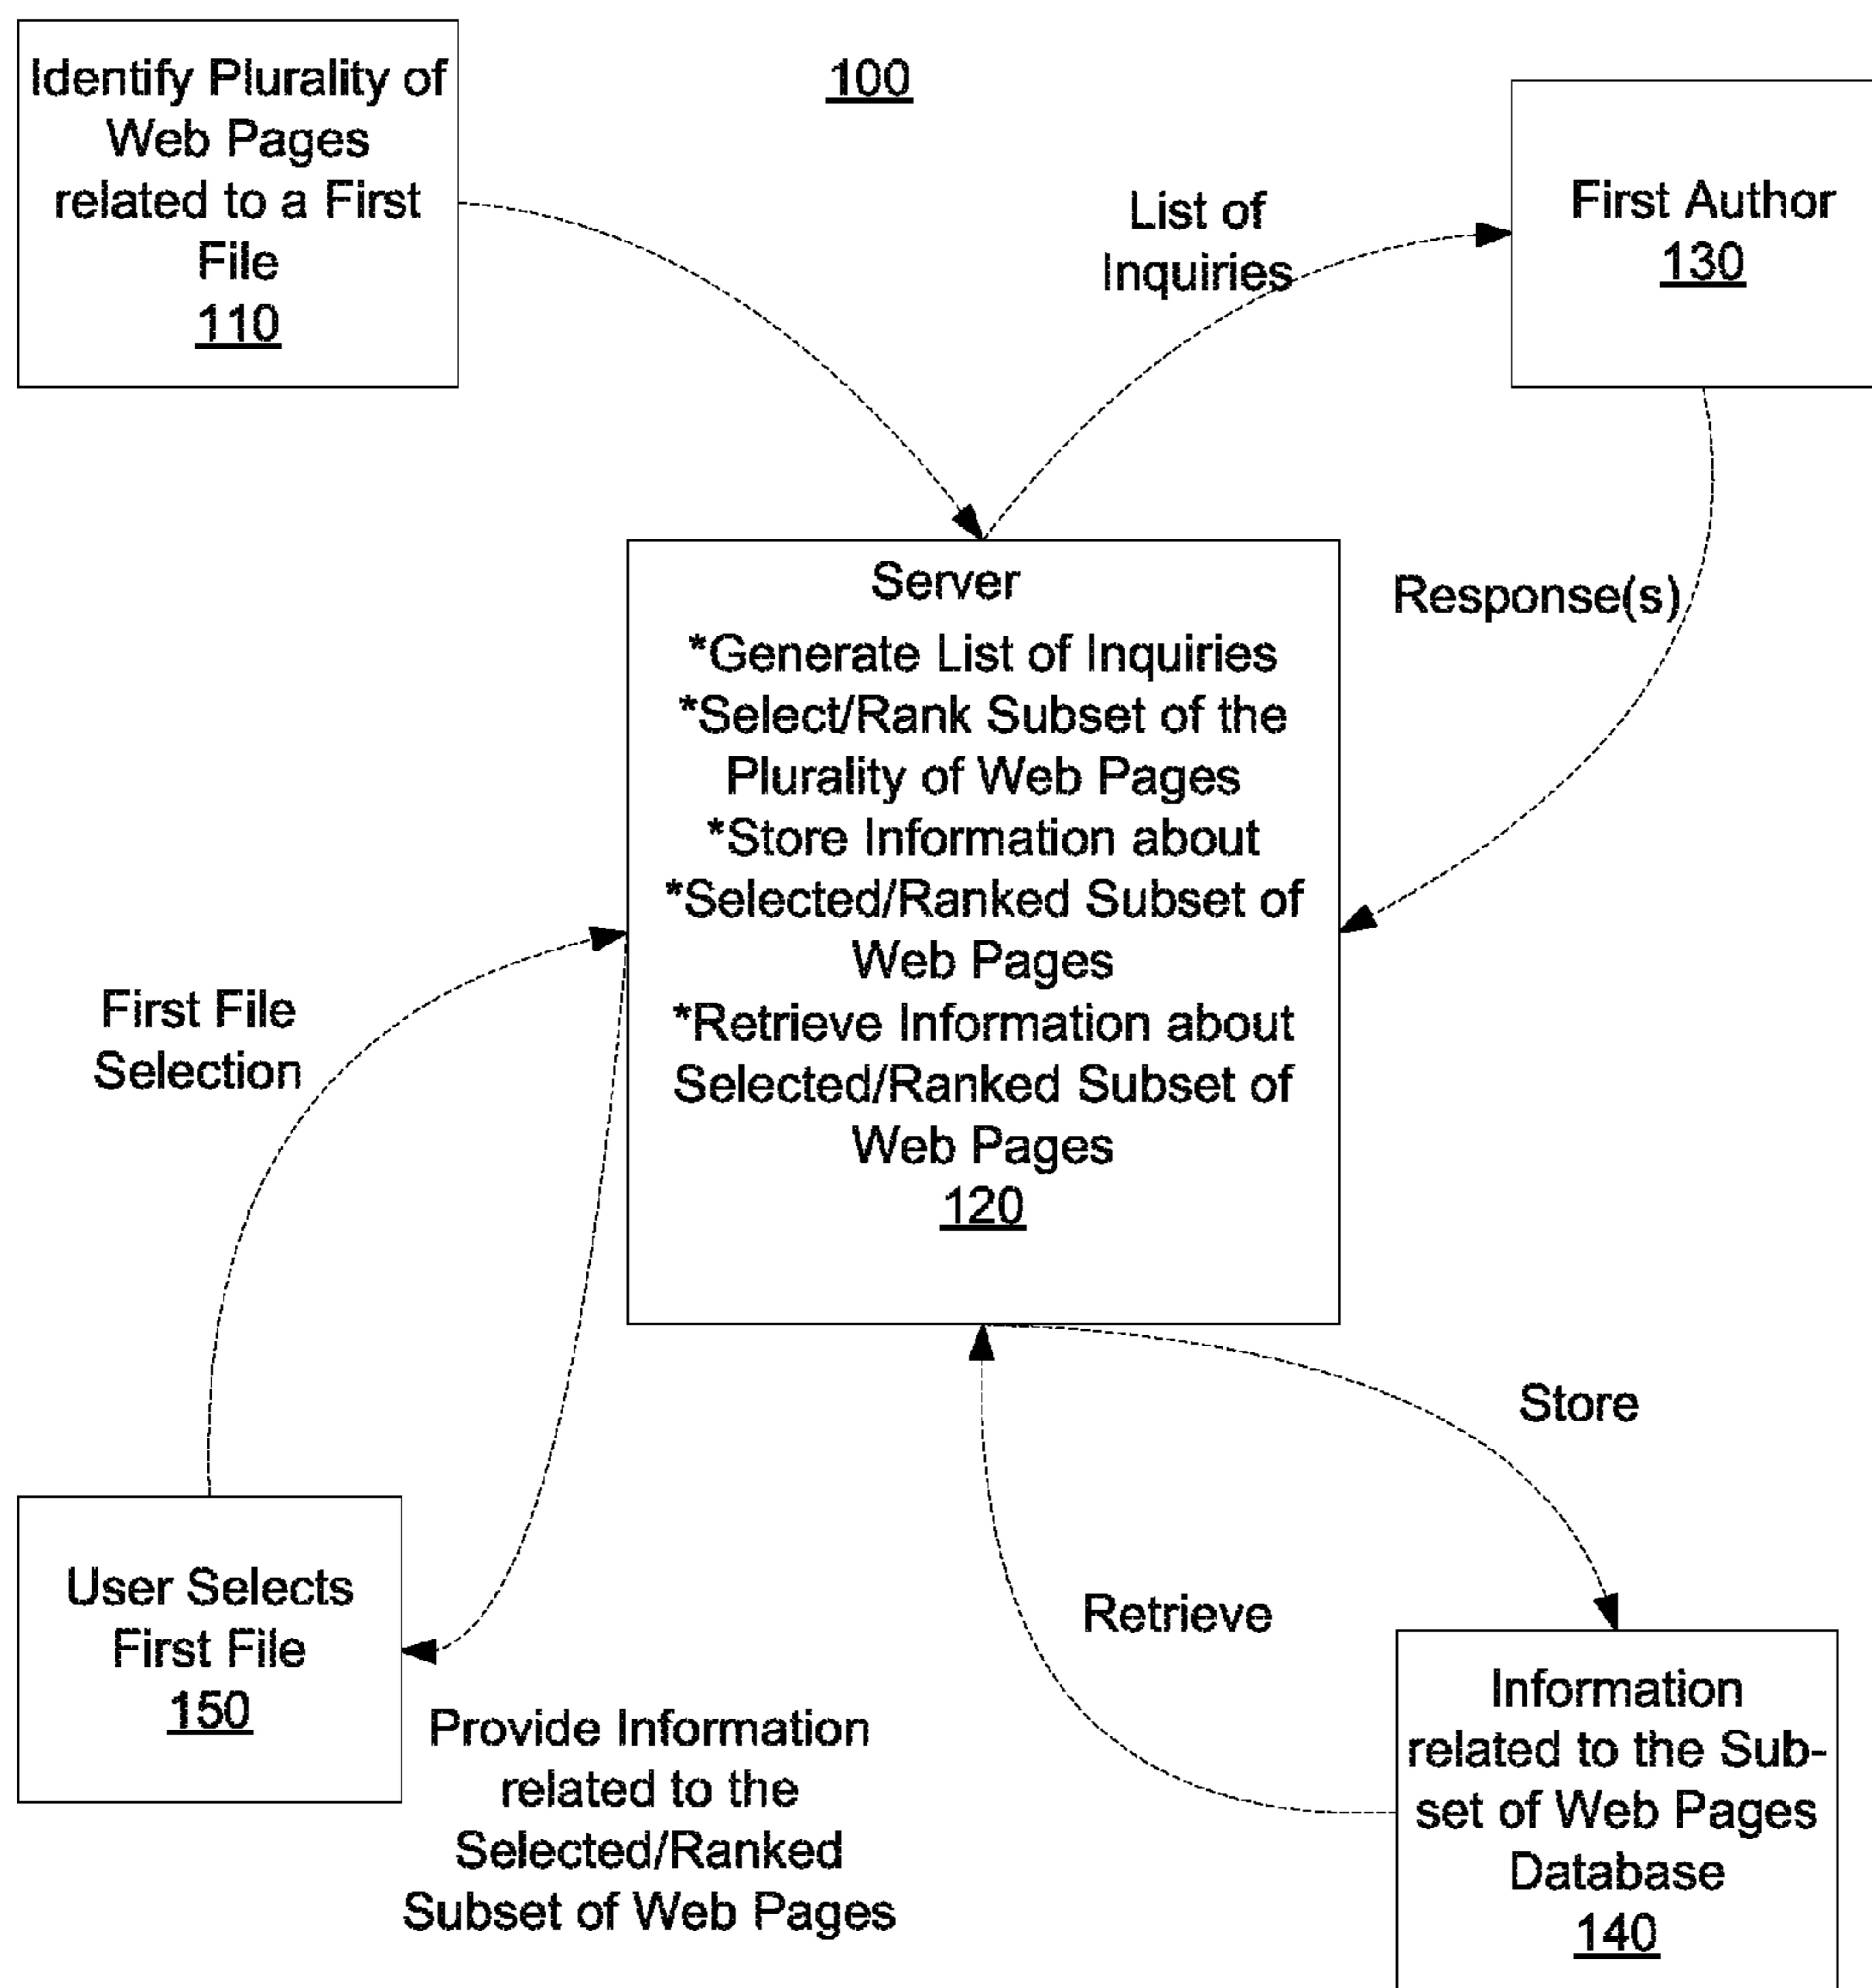 Identify Plurality of
Web Pages
related to a First
File
110
100
List of
Inquiries
First Author
130
Response(s)
Server
*Generate List of Inquiries
*Select/Rank Subset of the
Plurality of Web Pages
*Store Information about
*Selected/Ranked Subset of
Web Pages
*Retrieve Information about
Selected/Ranked Subset of
Web Pages
120
First File
Selection
Store
Retrieve
User Selects
First File
150
Provide Information
related to the
Selected/Ranked
Subset of Web Pages
Information
related to the Sub-
set of Web Pages
Database
140